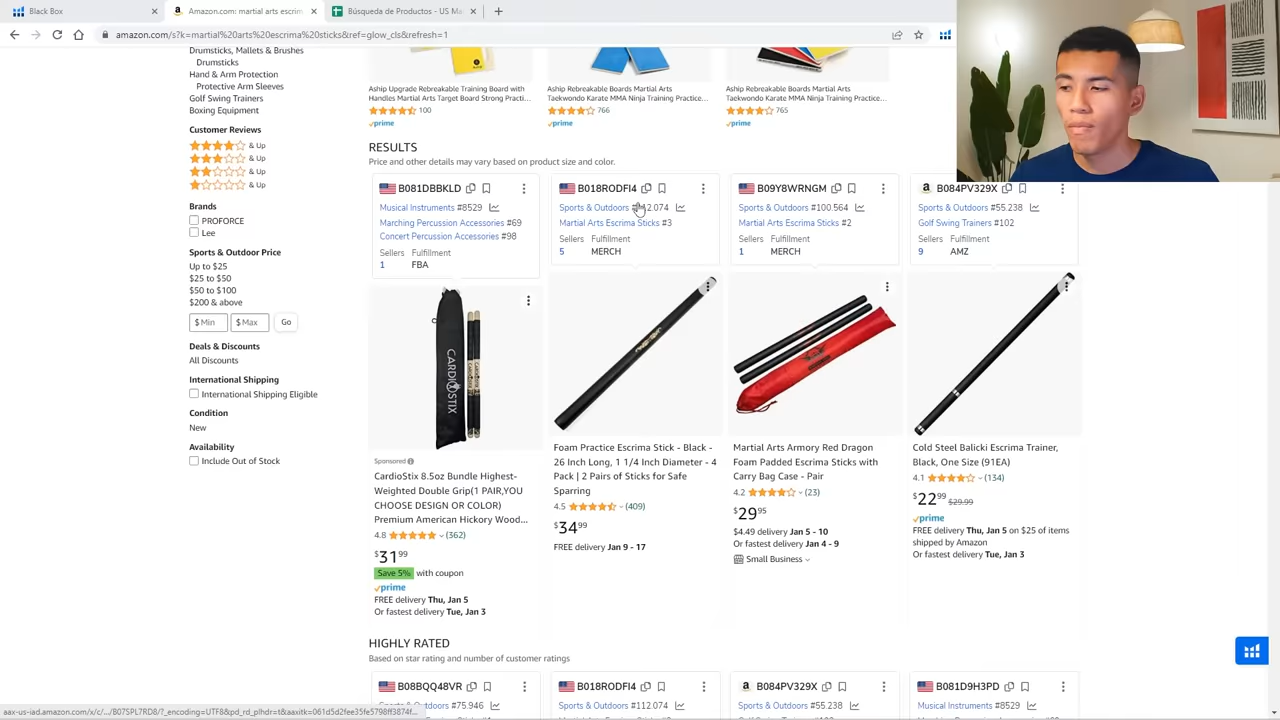 Black Box
Amazon.com: martial arts escrim
Búsqueda de Productos - US Ma
amazon.com/s?k=martial%20arts%20escrima%20sticks&ref=glow_cls&refresh=1
Drumsticks, Mallets & Brushes
Drumsticks
Hand & Arm Protection
Protective Arm Sleeves
Golf Swing Trainers
Boxing Equipment
Customer Reviews
& Up
& Up
& Up
& Up
Brands
PROFORCE
Lee
Sports & Outdoor Price
Up to $25
$25 to $50
$50 to $100
$200 & above
$ Min
$ Max
Go
Deals & Discounts
All Discounts
International Shipping
International Shipping Eligible
Condition
New
Availability
Include Out of Stock
Aship Upgrade Rebreakable Training Board with
Handles Martial Arts Target Board Strong Practi...
100
prime
Aship Rebreakable Boards Martial Arts
Taekwondo Karate MMA Ninja Training Practice...
766
prime
Aship Rebreakable Boards Martial Arts
Taekwondo Karate MMA Ninja Training Practice...
765
prime
RESULTS
Price and other details may vary based on product size and color.
B081DBBKLD
Musical Instruments #8529
Marching Percussion Accessories #69
Concert Percussion Accessories #98
Sellers Fulfillment
1 FBA
CARDIOSTIX
Sponsored
CardioStix 8.5oz Bundle Highest-
Weighted Double Grip(1 PAIR,YOU
CHOOSE DESIGN OR COLOR)
Premium American Hickory Wood...
4.8 (362)
$31.99
Save 5% with coupon
prime
FREE delivery Thu, Jan 5
Or fastest delivery Tue, Jan 3
B018RODFI4
Sports & Outdoors 2.074
Martial Arts Escrima Sticks #3
Sellers Fulfillment
5 MERCH
Foam Practice Escrima Stick - Black -
26 Inch Long, 1 1/4 Inch Diameter - 4
Pack | 2 Pairs of Sticks for Safe
Sparring
4.5 (409)
$34.99
FREE delivery Jan 9 - 17
B09Y8WRNGM
Sports & Outdoors #100.564
Martial Arts Escrima Sticks #2
Sellers Fulfillment
1 MERCH
Martial Arts Armory Red Dragon
Foam Padded Escrima Sticks with
Carry Bag Case - Pair
4.2 (23)
$29.95
$4.49 delivery Jan 5 - 10
Or fastest delivery Jan 4 - 9
Small Business
B084PV329X
Sports & Outdoors #55.238
Golf Swing Trainers #102
Sellers Fulfillment
9 AMZ
Cold Steel Balicki Escrima Trainer,
Black, One Size (91EA)
4.1 (134)
$22.99 $29.99
prime
FREE delivery Thu, Jan 5 on $25 of items
shipped by Amazon
Or fastest delivery Tue, Jan 3
HIGHLY RATED
Based on star rating and number of customer ratings
B08BQQ48VR
Sports & Outdoors #75.946
B018RODFI4
Sports & Outdoors #112.074
B084PV329X
Sports & Outdoors #55.238
B081D9H3PD
Musical Instruments #8529